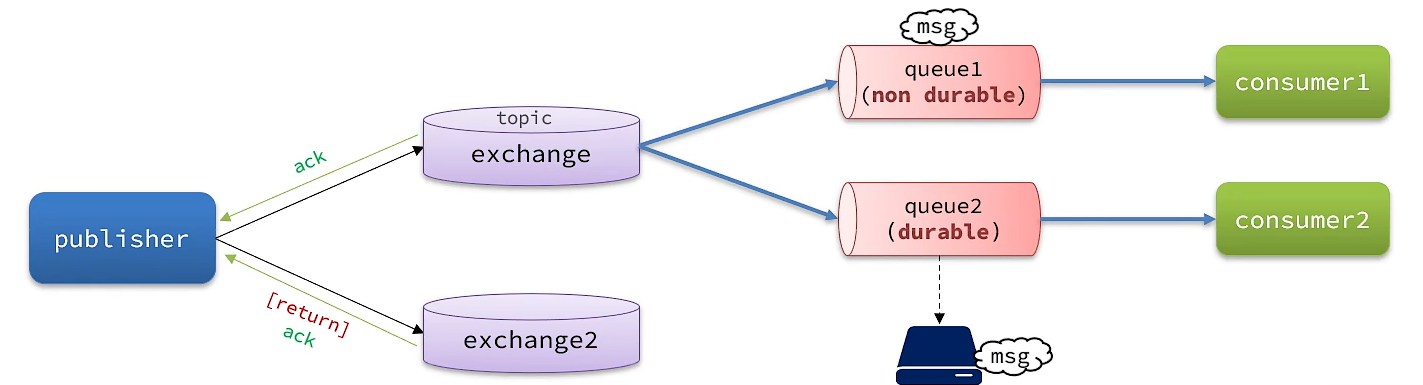 msg
queue1
(non durable)
consumer1
topic
exchange
ack
publisher
queue2
(durable)
consumer2
[return]
ack
exchange2
msg